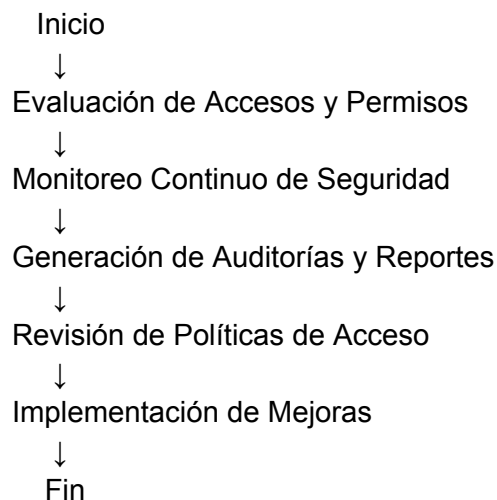 Inicio
↓
Evaluación de Accesos y Permisos
↓
Monitoreo Continuo de Seguridad
↓
Generación de Auditorías y Reportes
↓
Revisión de Políticas de Acceso
↓
Implementación de Mejoras
↓
Fin